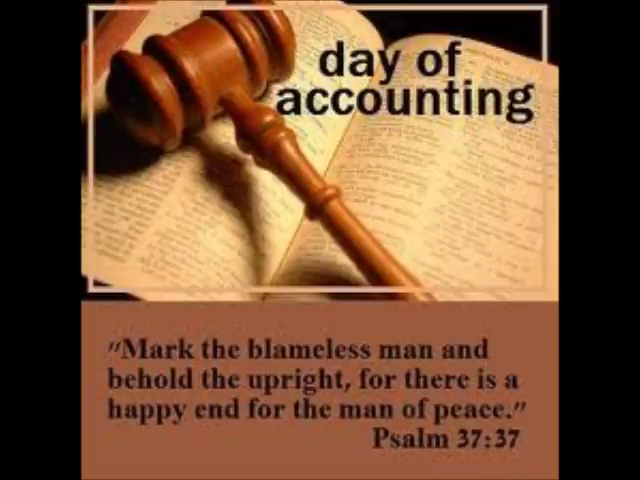 day of
accounting
"Mark the blameless man and
behold the upright, for there is a
happy end for the man of peace."
Psalm 37:37